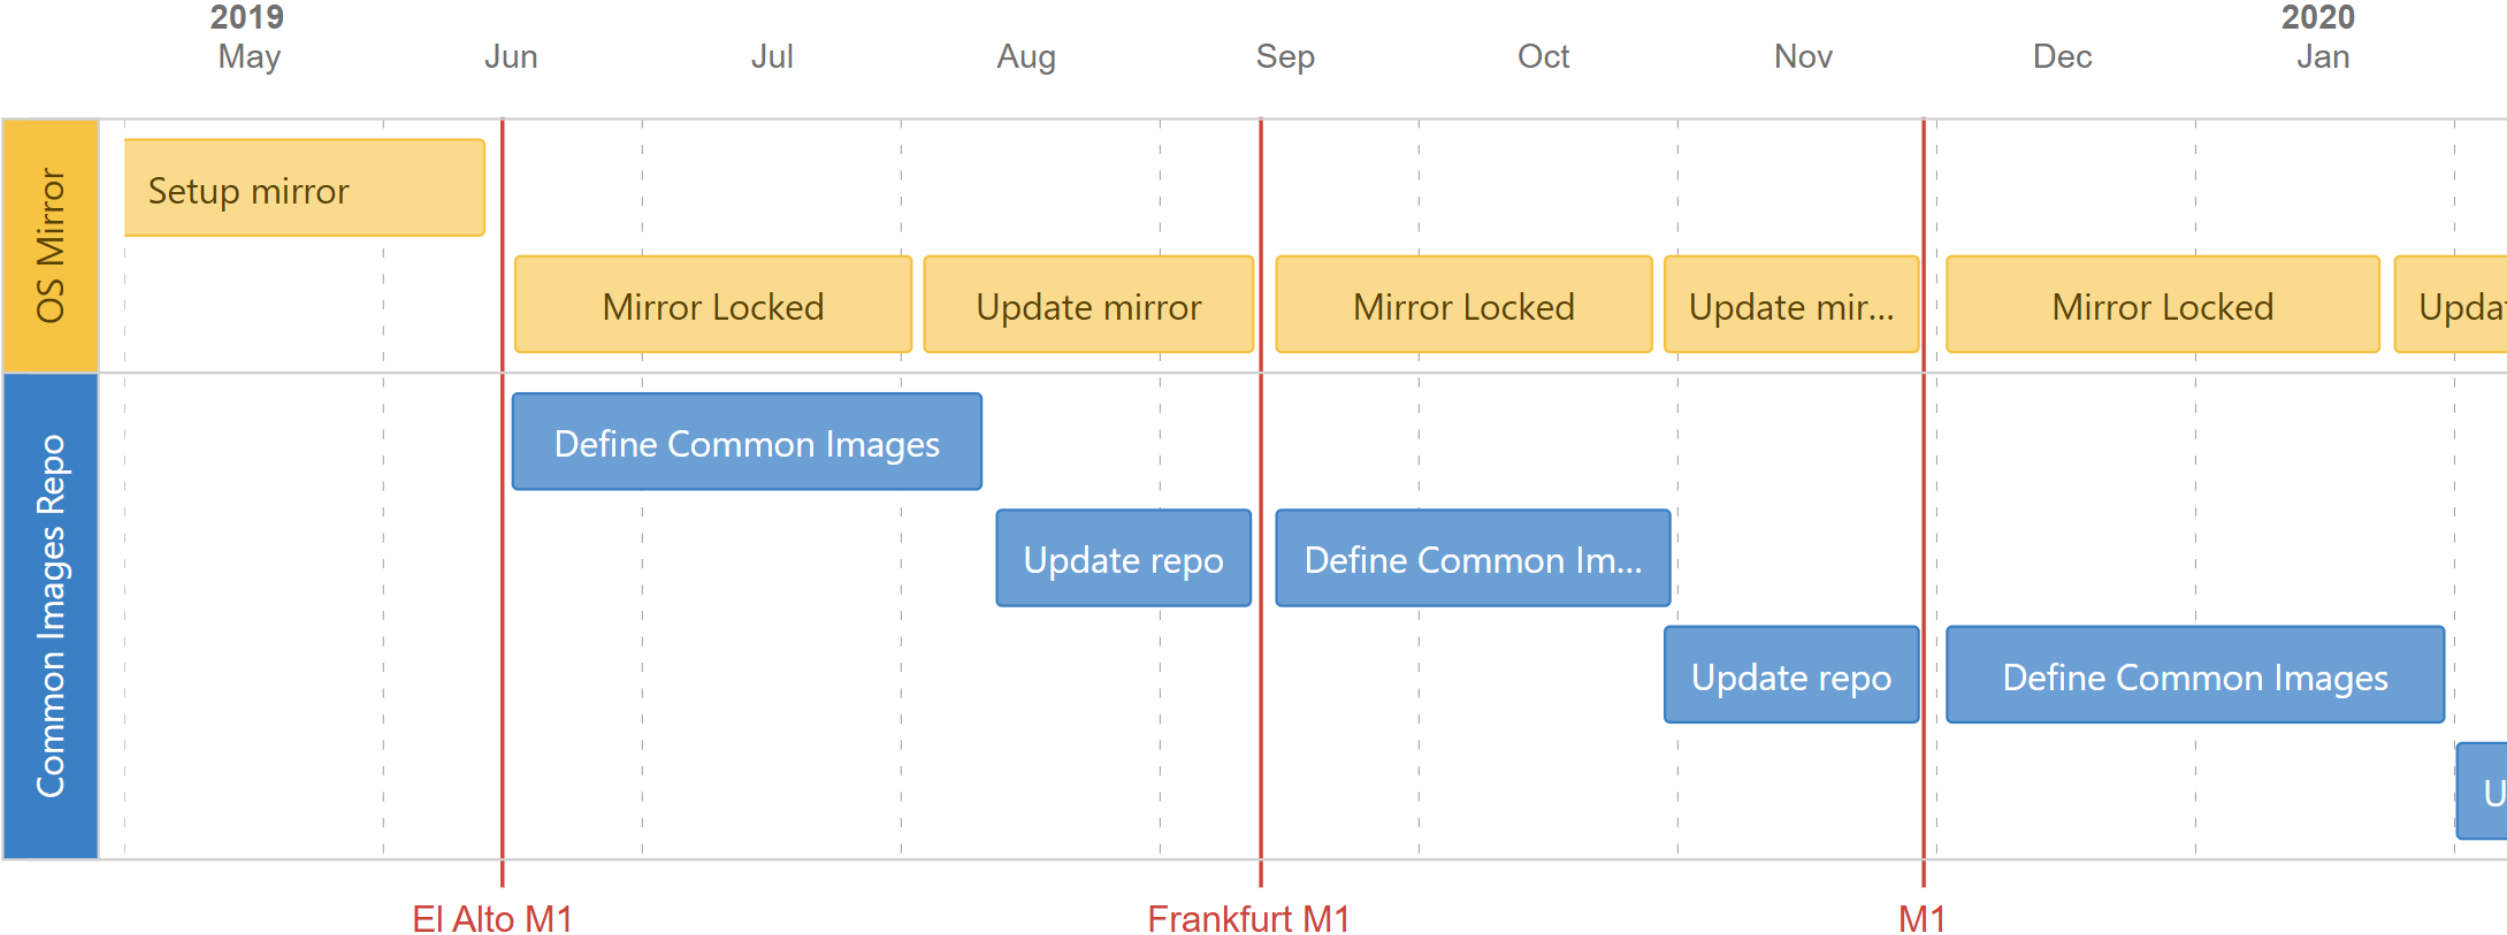 2019
2020
May
Jun
Jul
Aug
Sep
Oct
Nov
Dec
Jan
OS Mirror
Setup mirror
Mirror Locked
Update mirror
Mirror Locked
Update mir...
Mirror Locked
Updat
Common Images Repo
Define Common Images
Update repo
Define Common Im...
Update repo
Define Common Images
U
El Alto M1
Frankfurt M1
M1